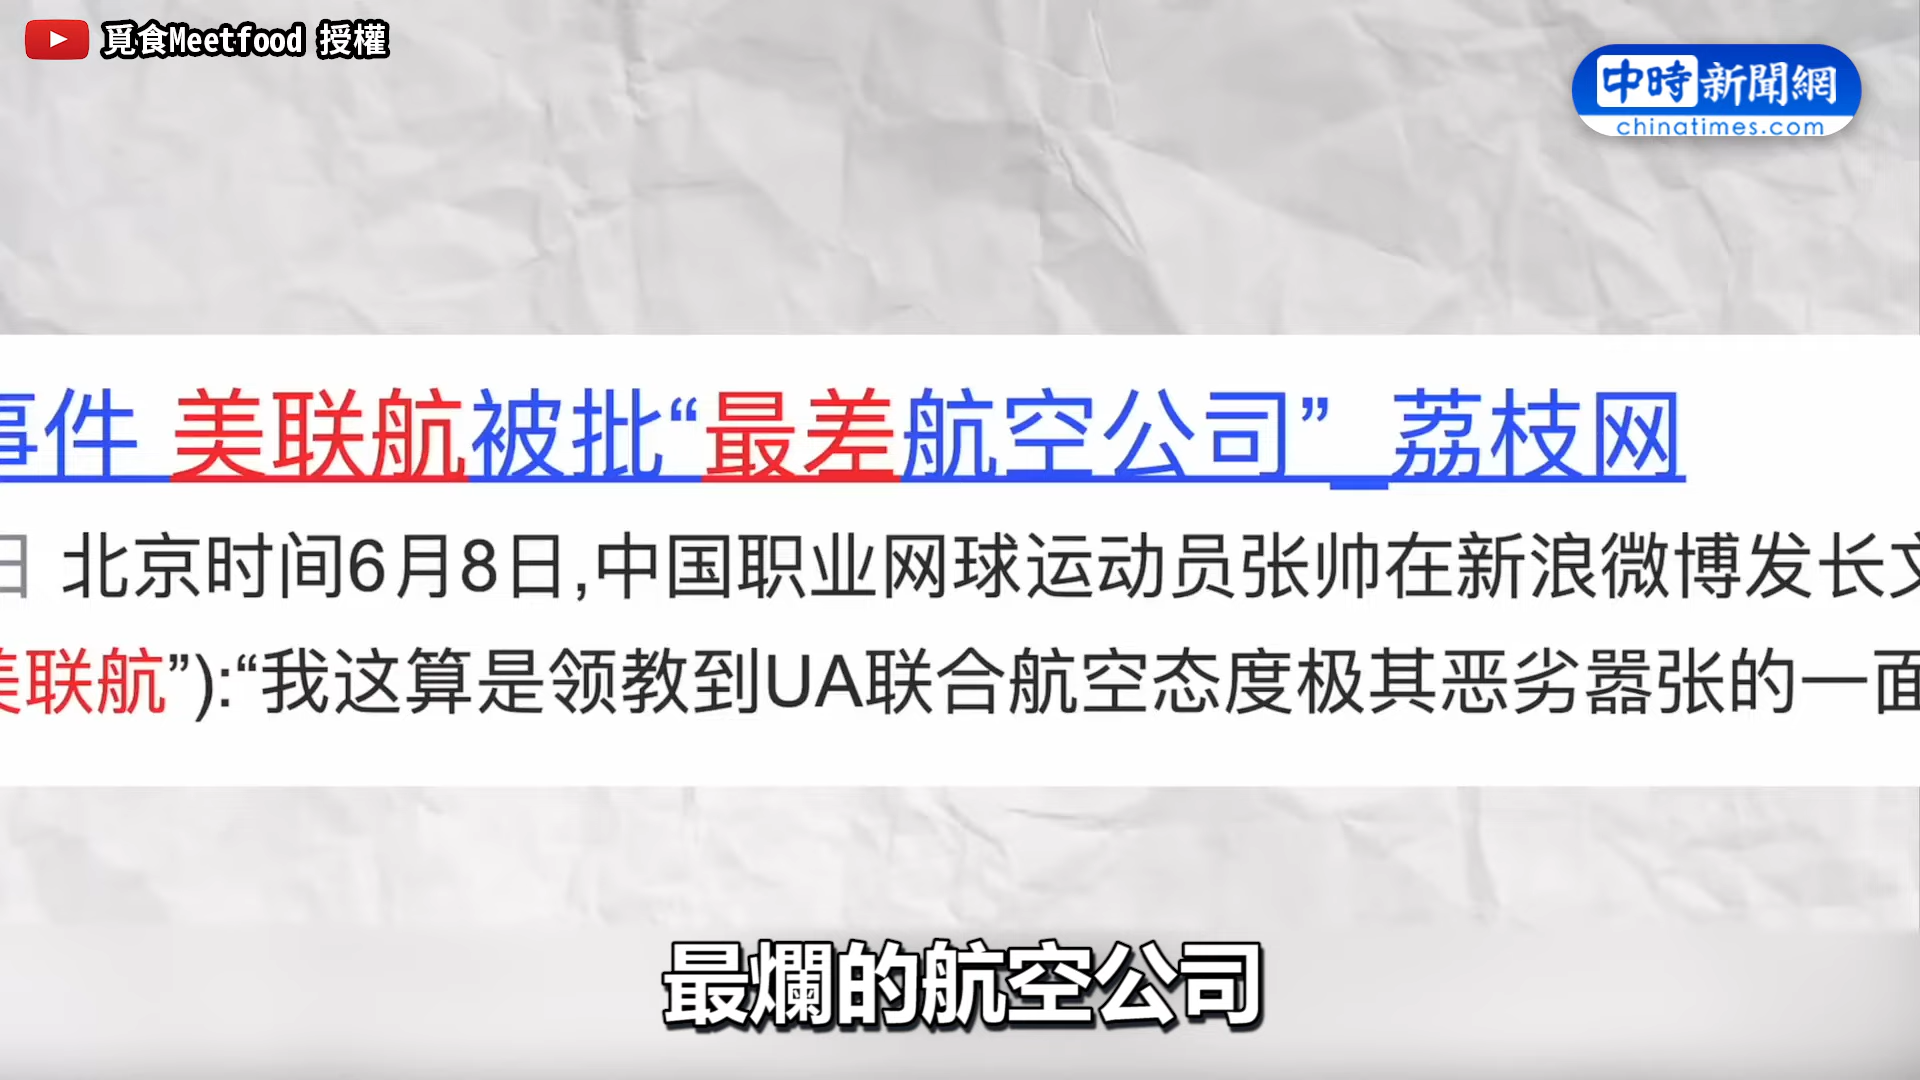 覓食Meetfood 授權
中時新聞網
chinatimes.com
事件 美联航被批“最差航空公司”_荔枝网
日 北京时间6月8日,中国职业网球运动员张帅在新浪微博发长文
美联航”):“我这算是领教到UA联合航空态度极其恶劣嚣张的一面
最爛的航空公司